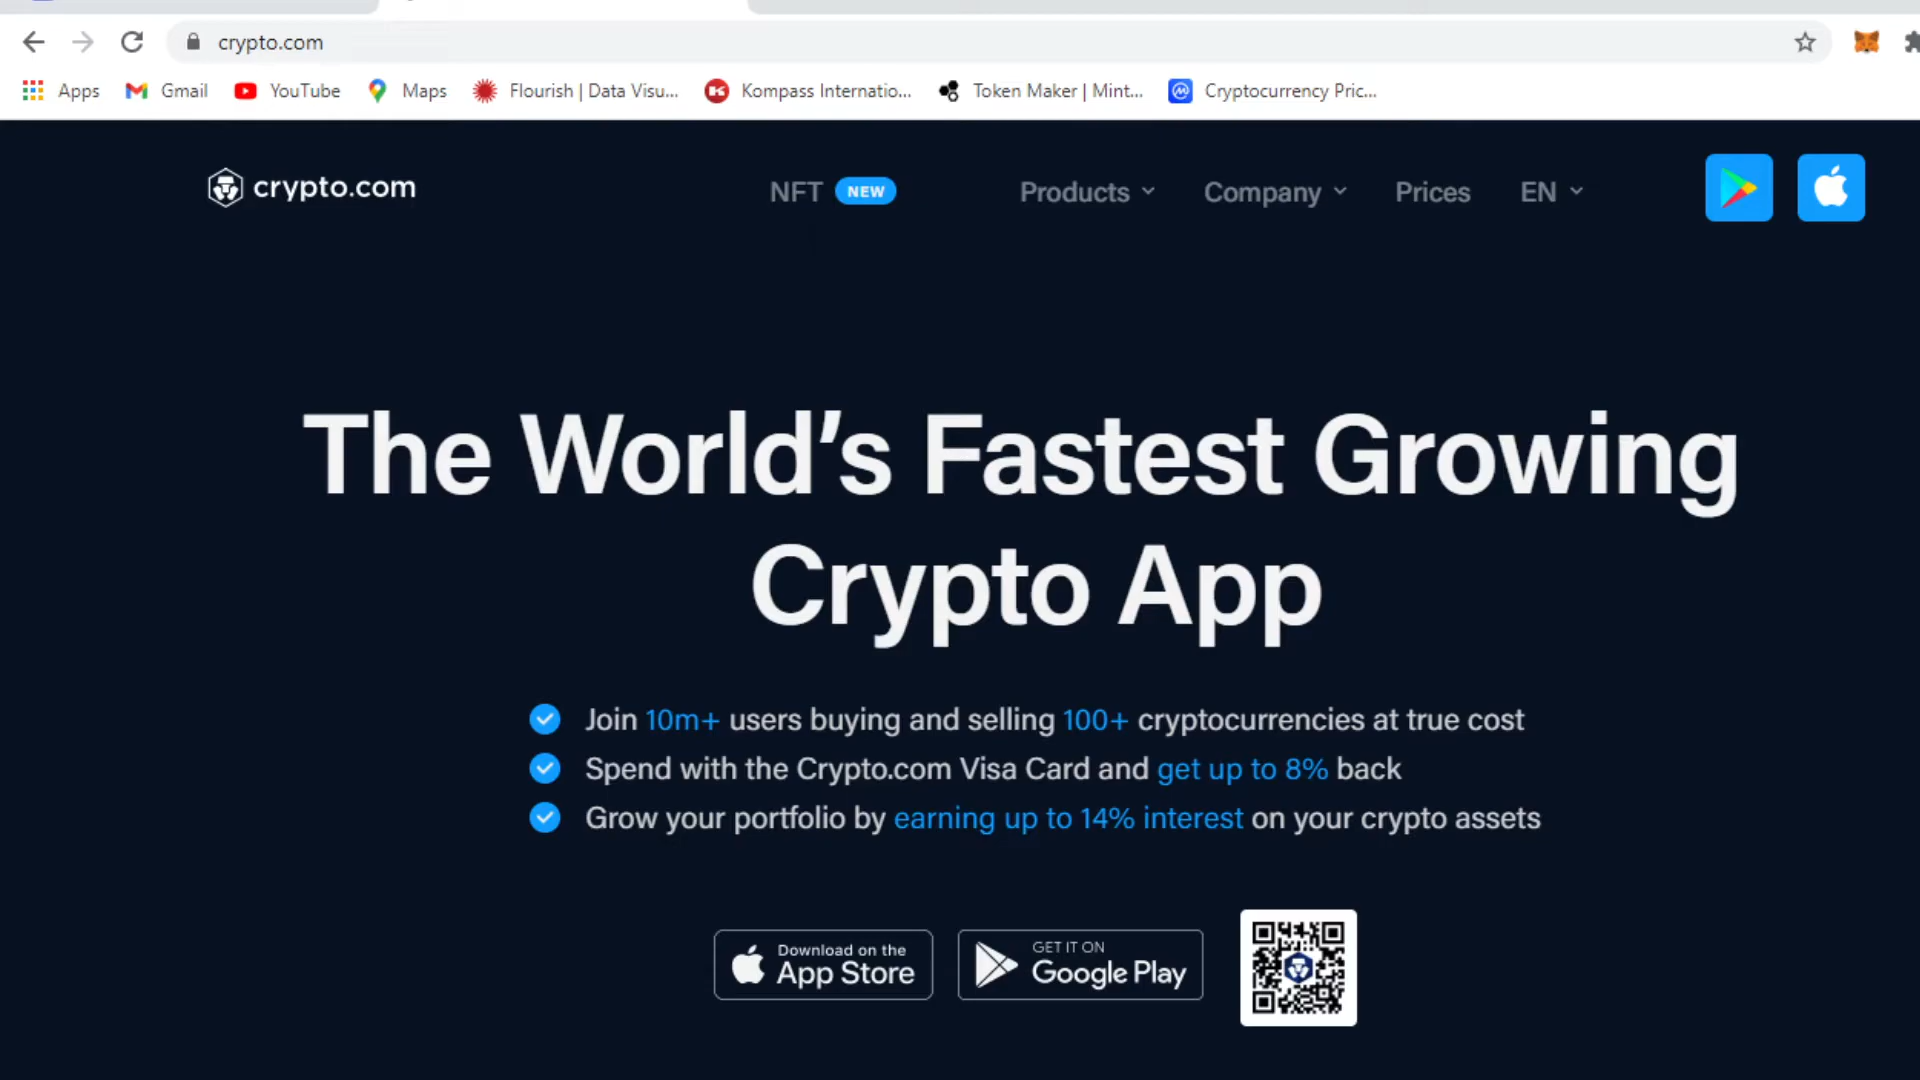 crypto.com
Apps Gmail YouTube Maps Flourish | Data Visu... Kompass Internatio... Token Maker | Mint... Cryptocurrency Pric...
crypto.com NFT NEW Products Company Prices EN
The World’s Fastest Growing
Crypto App
Join 10m+ users buying and selling 100+ cryptocurrencies at true cost
Spend with the Crypto.com Visa Card and get up to 8% back
Grow your portfolio by earning up to 14% interest on your crypto assets
Download on the
App Store
GET IT ON
Google Play